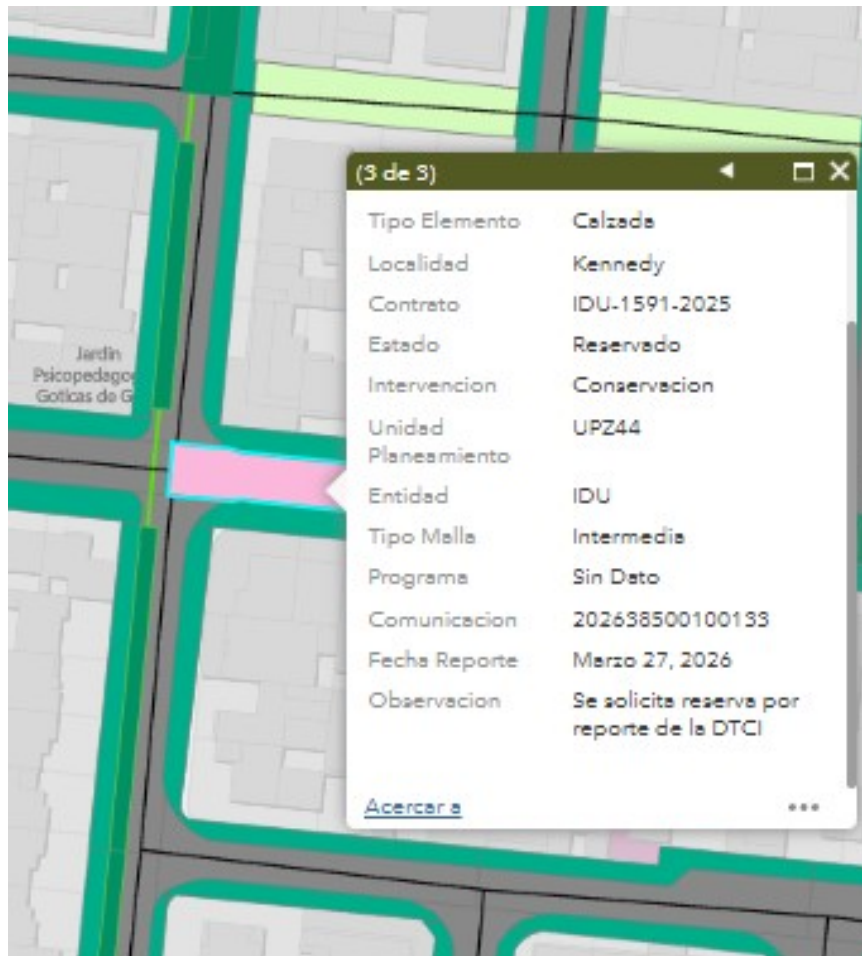 (3 de 3)
Tipo Elemento Calzada
Localidad Kennedy
Contrato IDU-1591-2025
Estado Reservado
Intervencion Conservacion
Unidad
Planeamiento UPZ44
Entidad IDU
Tipo Malla Intermedia
Programa Sin Dato
Comunicacion 202638500100133
Fecha Reporte Marzo 27, 2026
Observacion Se solicita reserva por
reporte de la DTCI
Acercar a
Jardin
Goticas de G